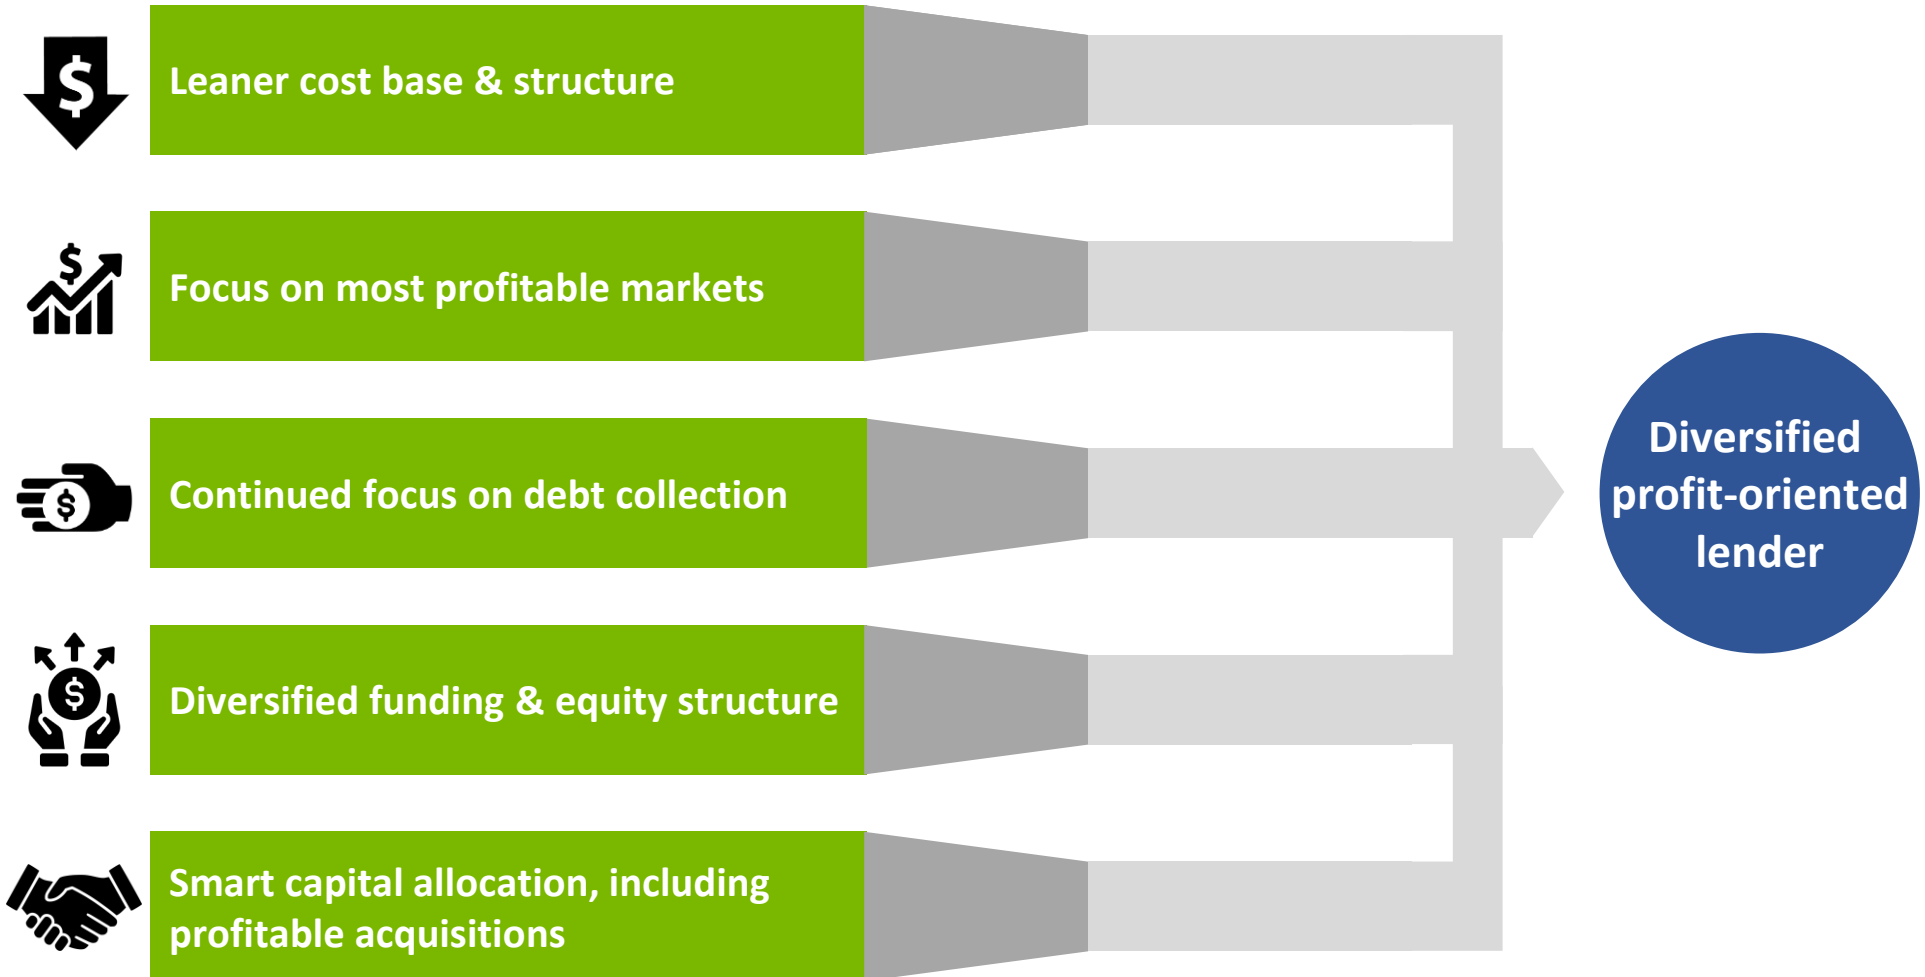 $
Leaner cost base & structure
$
Focus on most profitable markets
$
Continued focus on debt collection
$
Diversified funding & equity structure
Smart capital allocation, including
profitable acquisitions
Diversified
profit-oriented
lender